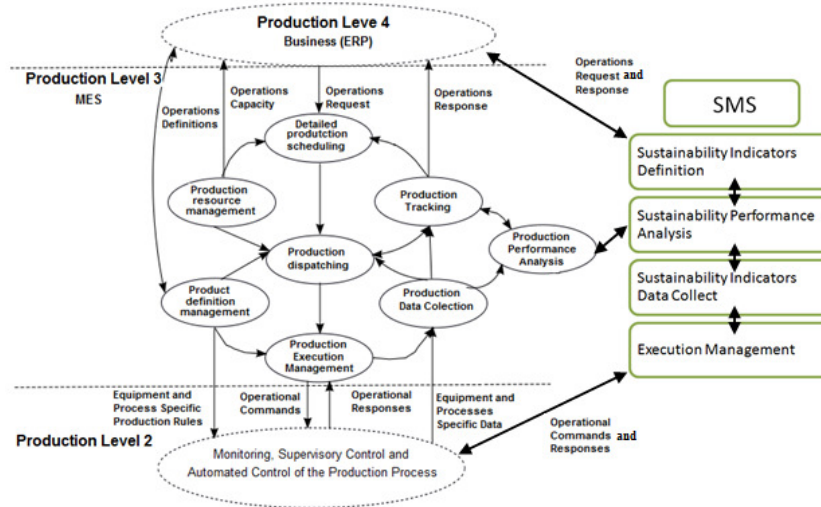 Production Leve 4
Business (ERP)
Production Level 3
MES
Operations
Definitions
Operations
Capacity
Operations
Request
Operations
Response
Operations
Request and
Response
Detailed
produtction
scheduling
Production
resource
management
Production
Tracking
Production
Performance
Analysis
Production
dispatching
Product
definition
management
Production
Data Colection
Production
Execution
Management
SMS
Sustainability Indicators
Definition
Sustainability Performance
Analysis
Sustainability Indicators
Data Collect
Execution Management
Equipment and
Process Specific
Production Rules
Operational
Commands
Operational
Responses
Equipment and
Processes
Specific Data
Operational
Commands and
Responses
Production Level 2
Monitoring, Supervisory Control and
Automated Control of the Production Process